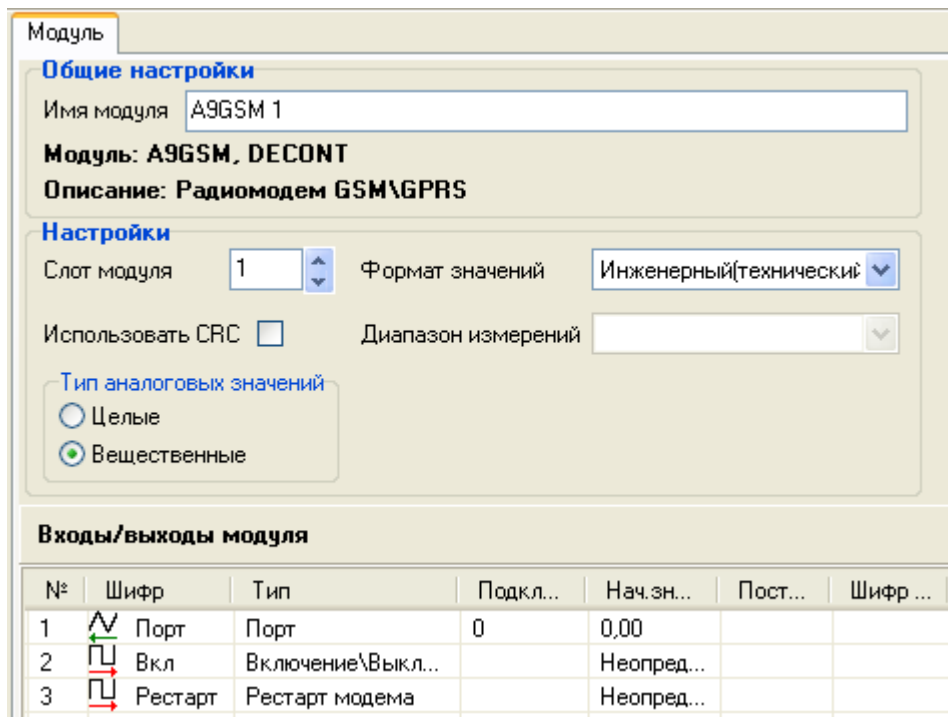 Модуль
Общие настройки
Имя модуля A9GSM 1
Модуль: A9GSM, DECONT
Описание: Радиомодем GSM\GPRS
Настройки
Слот модуля 1 Формат значений Инженерный(технический
Использовать CRC Диапазон измерений
Тип аналоговых значений
Целые
Вещественные
Входы/выходы модуля
№ Шифр Тип Подкл... Нач.зн... Пост... Шифр ...
1 Порт Порт 0 0,00
2 Вкл Включение\Выкл... Неопред...
3 Рестарт Рестарт модема Неопред...